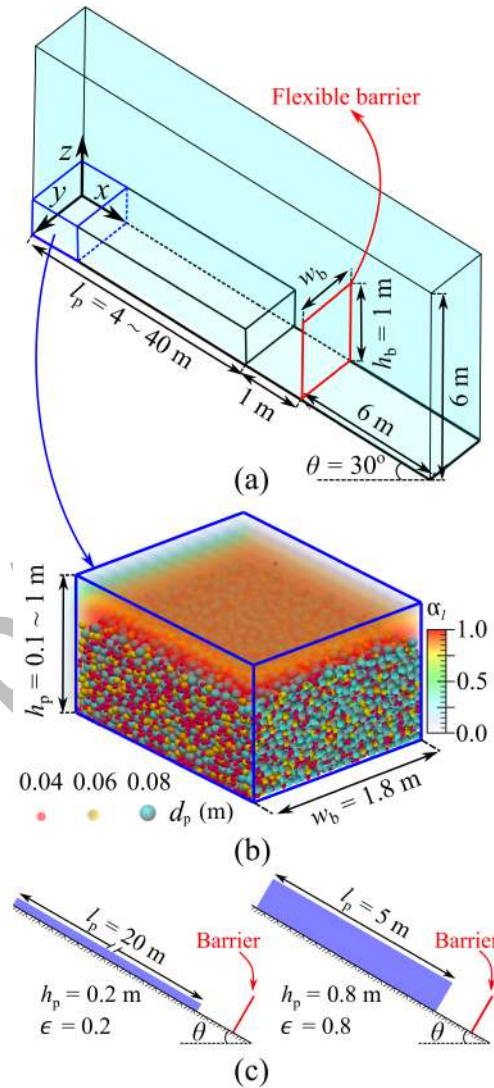 Flexible barrier
z
y
x
w_b
l_p = 4 ~ 40 m
h_b = 1 m
1 m
6 m
6 m
θ = 30°
(a)
h_p = 0.1 ~ 1 m
α_l
1.0
0.5
0.0
0.04 0.06 0.08
d_p (m)
w_b = 1.8 m
(b)
l_p = 20 m
Barrier
h_p = 0.2 m
ϵ = 0.2
θ
l_p = 5 m
Barrier
h_p = 0.8 m
ϵ = 0.8
θ
(c)